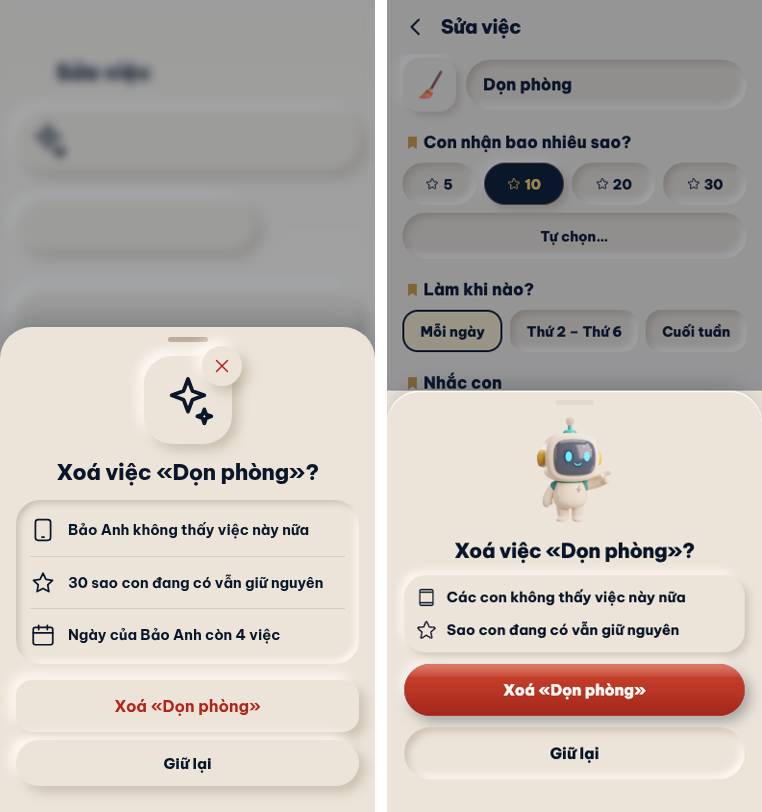 Sửa việc
Xoá việc «Dọn phòng»?
Bảo Anh không thấy việc này nữa
30 sao con đang có vẫn giữ nguyên
Ngày của Bảo Anh còn 4 việc
Xoá «Dọn phòng»
Giữ lại
Sửa việc
Dọn phòng
Con nhận bao nhiêu sao?
5
10
20
30
Tự chọn...
Làm khi nào?
Mỗi ngày
Thứ 2 – Thứ 6
Cuối tuần
Nhắc con
Xoá việc «Dọn phòng»?
Các con không thấy việc này nữa
Sao con đang có vẫn giữ nguyên
Xoá «Dọn phòng»
Giữ lại